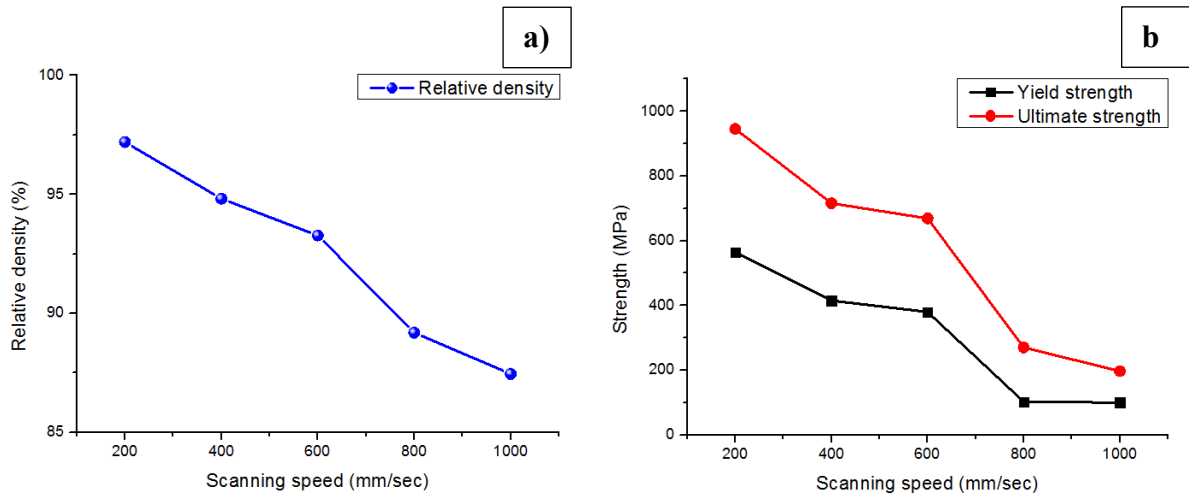 a)
Relative density
100
95
90
85
Relative density (%)
200 400 600 800 1000
Scanning speed (mm/sec)
b
Yield strength
Ultimate strength
1000
800
600
400
200
0
Strength (MPa)
200 400 600 800 1000
Scanning speed (mm/sec)